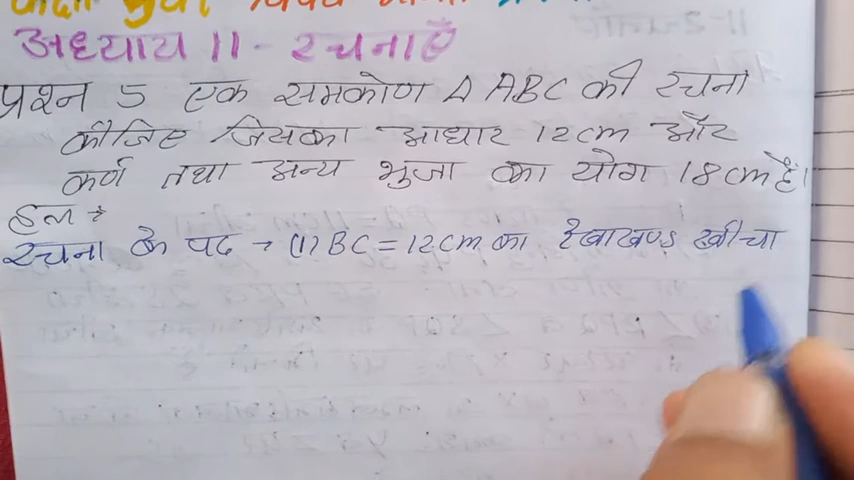 अध्याय 11 - रचनाएँ
प्रश्न 5 एक समकोण Δ ABC की रचना
कीजिए जिसका आधार 12cm और
कर्ण तथा अन्य भुजा का योग 18cm है।
हल :
रचना के पद → (1) BC = 12cm का रेखाखण्ड खींचा